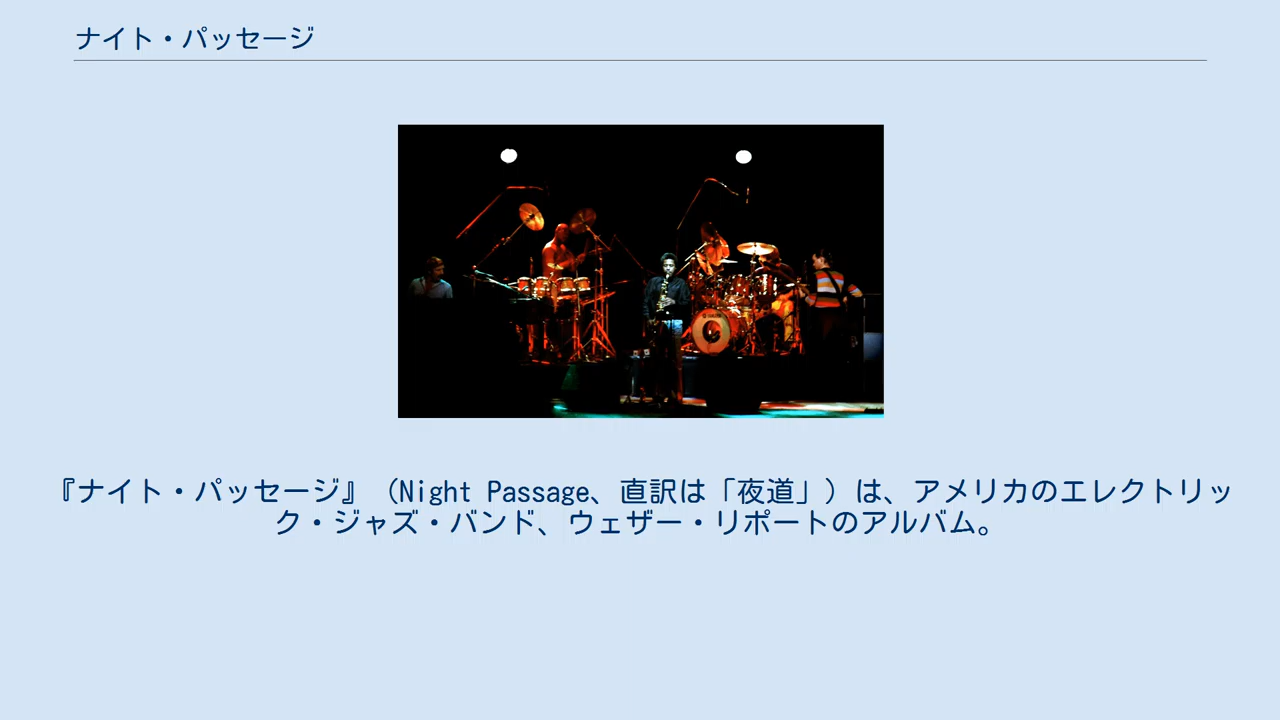 ナイト・パッセージ
『ナイト・パッセージ』（Night Passage、直訳は「夜道」）は、アメリカのエレクトリッ
ク・ジャズ・バンド、ウェザー・リポートのアルバム。